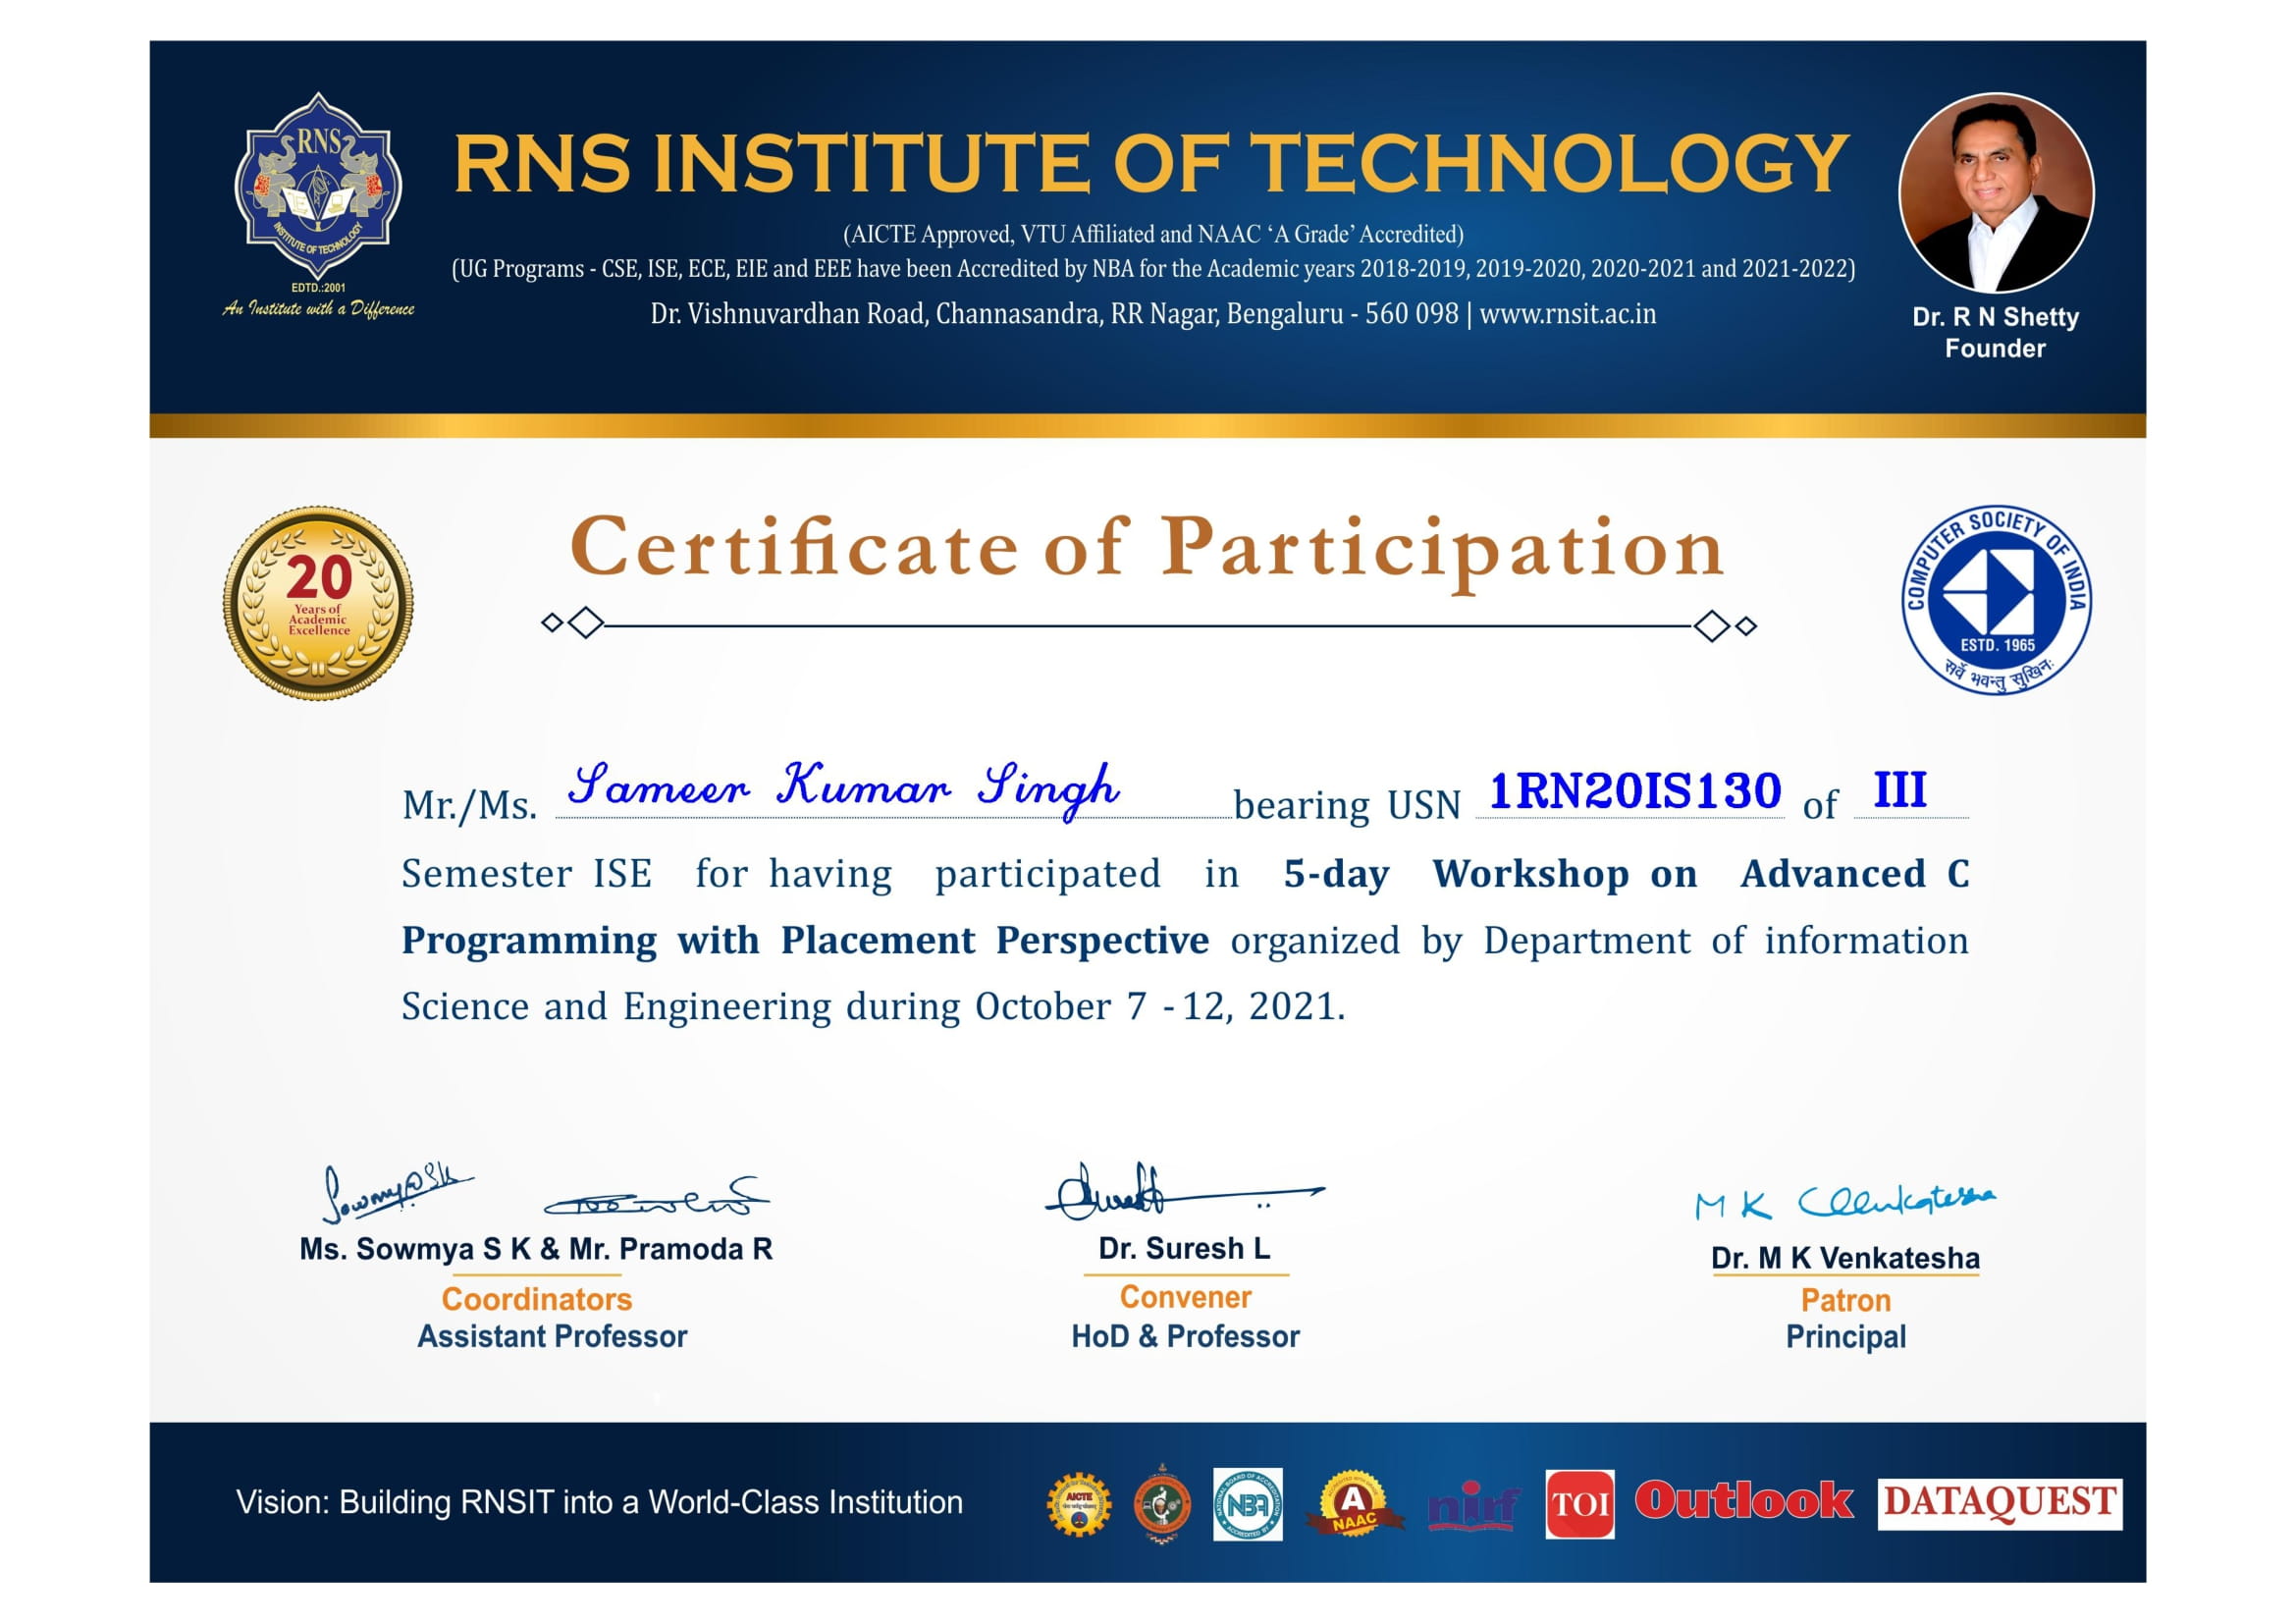 RNS
INSTITUTE OF TECHNOLOGY
EDTD.:2001
An Institute with a Difference
RNS INSTITUTE OF TECHNOLOGY
(AICTE Approved, VTU Affiliated and NAAC ‘A Grade’ Accredited)
(UG Programs - CSE, ISE, ECE, EIE and EEE have been Accredited by NBA for the Academic years 2018-2019, 2019-2020, 2020-2021 and 2021-2022)
Dr. Vishnuvardhan Road, Channasandra, RR Nagar, Bengaluru - 560 098 | www.rnsit.ac.in
Dr. R N Shetty
Founder
20
Years of
Academic
Excellence
Certificate of Participation
COMPUTER SOCIETY OF INDIA
ESTD. 1965
सर्वे भवन्तु सुखिनः
Mr./Ms. Sameer Kumar Singh bearing USN 1RN20IS130 of III
Semester ISE for having participated in 5-day Workshop on Advanced C
Programming with Placement Perspective organized by Department of information
Science and Engineering during October 7 - 12, 2021.
Sowmya SK
M K Venkatesha
Ms. Sowmya S K & Mr. Pramoda R
Coordinators
Assistant Professor
Dr. Suresh L
Convener
HoD & Professor
Dr. M K Venkatesha
Patron
Principal
Vision: Building RNSIT into a World-Class Institution
AICTE
NATIONAL BOARD OF ACCREDITATION
NBA
ACCREDITED BY
A
NAAC
nirf
TOI
Outlook
DATAQUEST